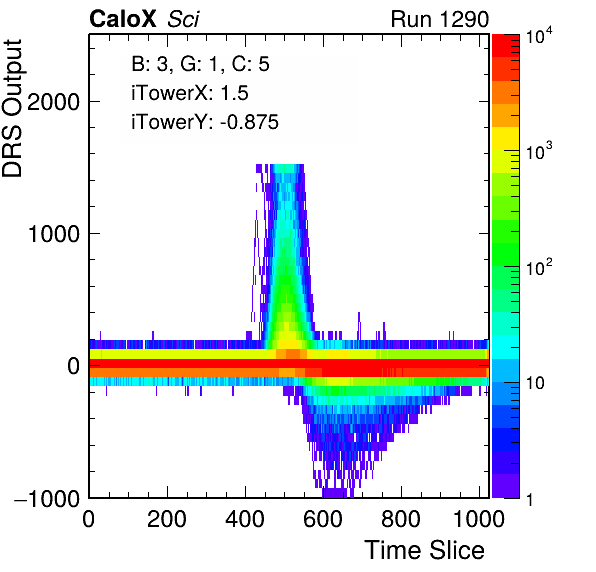 CaloX Sci Run 1290
B: 3, G: 1, C: 5
iTowerX: 1.5
iTowerY: -0.875
DRS Output
2000
1000
0
−1000
0 200 400 600 800 1000
Time Slice
10^4
10^3
10^2
10
1